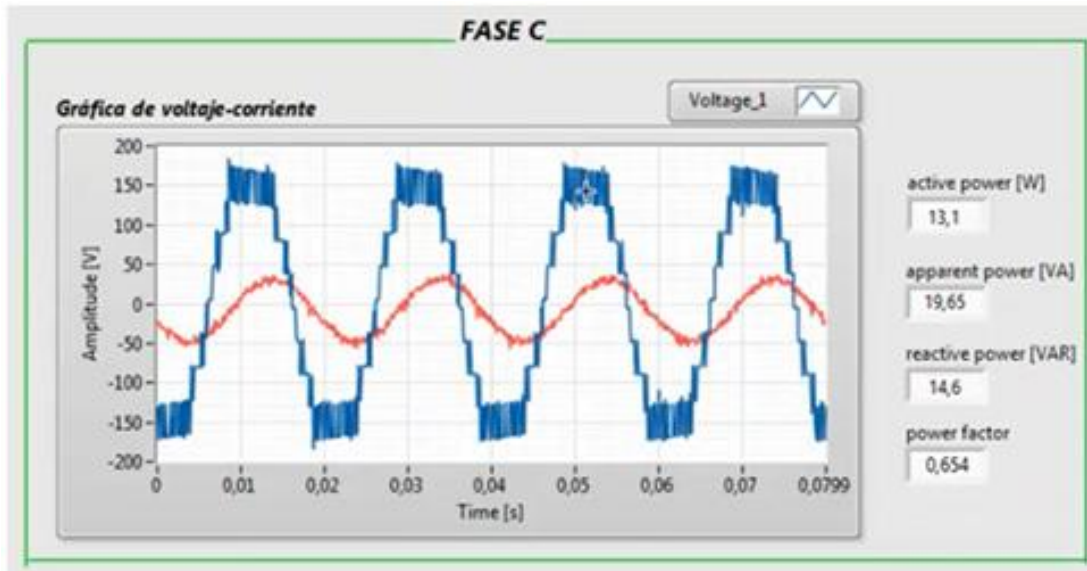 FASE C
Gráfica de voltaje-corriente
Voltage_1
200
150
100
50
0
-50
-100
-150
-200
Amplitude [V]
0 0,01 0,02 0,03 0,04 0,05 0,06 0,07 0,0799
Time [s]
active power [W]
13,1
apparent power [VA]
19,65
reactive power [VAR]
14,6
power factor
0,654